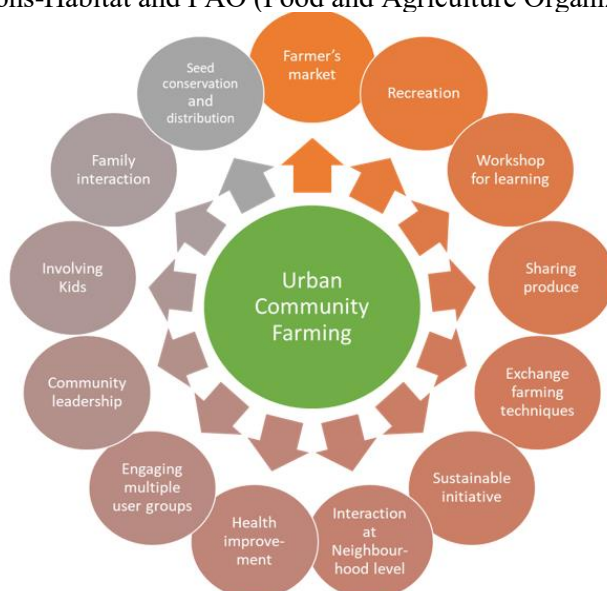 ons-Habitat and FAO (Food and Agriculture Organiz
Farmer's
market
Recreation
Workshop
for learning
Sharing
produce
Exchange
farming
techniques
Sustainable
initiative
Interaction
at
Neighbour-
hood level
Health
improve-
ment
Engaging
multiple
user groups
Community
leadership
Involving
Kids
Family
interaction
Seed
conservation
and
distribution
Urban
Community
Farming